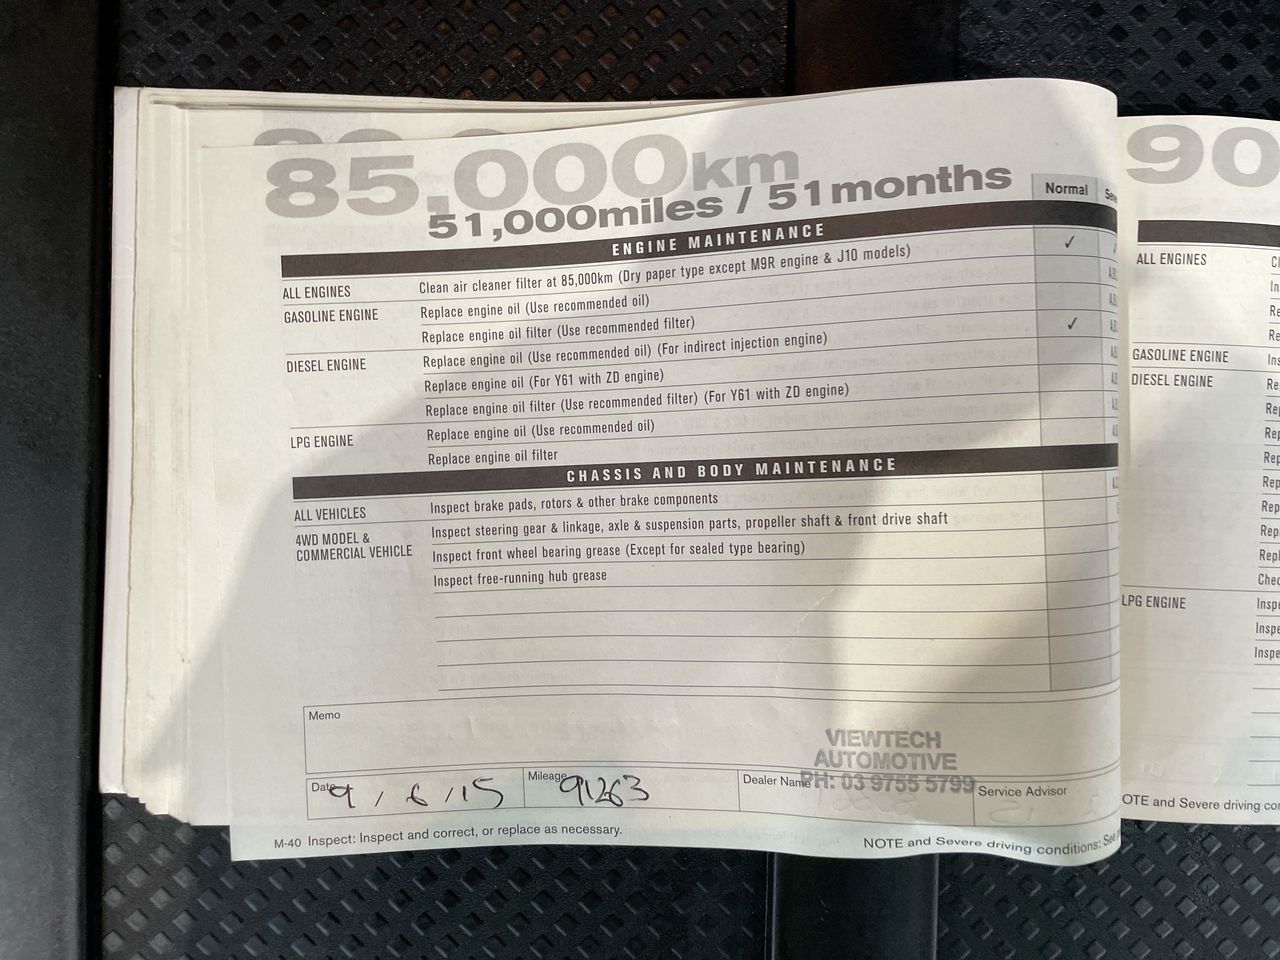 85,000km
51,000miles / 51months
Normal
ENGINE MAINTENANCE
ALL ENGINES Clean air cleaner filter at 85,000km (Dry paper type except M9R engine & J10 models) ✓
GASOLINE ENGINE Replace engine oil (Use recommended oil)
Replace engine oil filter (Use recommended filter)
DIESEL ENGINE Replace engine oil (Use recommended oil) (For indirect injection engine) ✓
Replace engine oil (For Y61 with ZD engine)
Replace engine oil filter (Use recommended filter) (For Y61 with ZD engine)
LPG ENGINE Replace engine oil (Use recommended oil)
Replace engine oil filter
CHASSIS AND BODY MAINTENANCE
ALL VEHICLES Inspect brake pads, rotors & other brake components
4WD MODEL & COMMERCIAL VEHICLE Inspect steering gear & linkage, axle & suspension parts, propeller shaft & front drive shaft
Inspect front wheel bearing grease (Except for sealed type bearing)
Inspect free-running hub grease
Memo
VIEWTECH
AUTOMOTIVE
PH: 03 9755 5799
Date 9 / 6 / 15 Mileage 91263 Dealer Name Service Advisor
M-40 Inspect: Inspect and correct, or replace as necessary.
NOTE and Severe driving conditions: See
90
ALL ENGINES
GASOLINE ENGINE
DIESEL ENGINE
LPG ENGINE
OTE and Severe driving